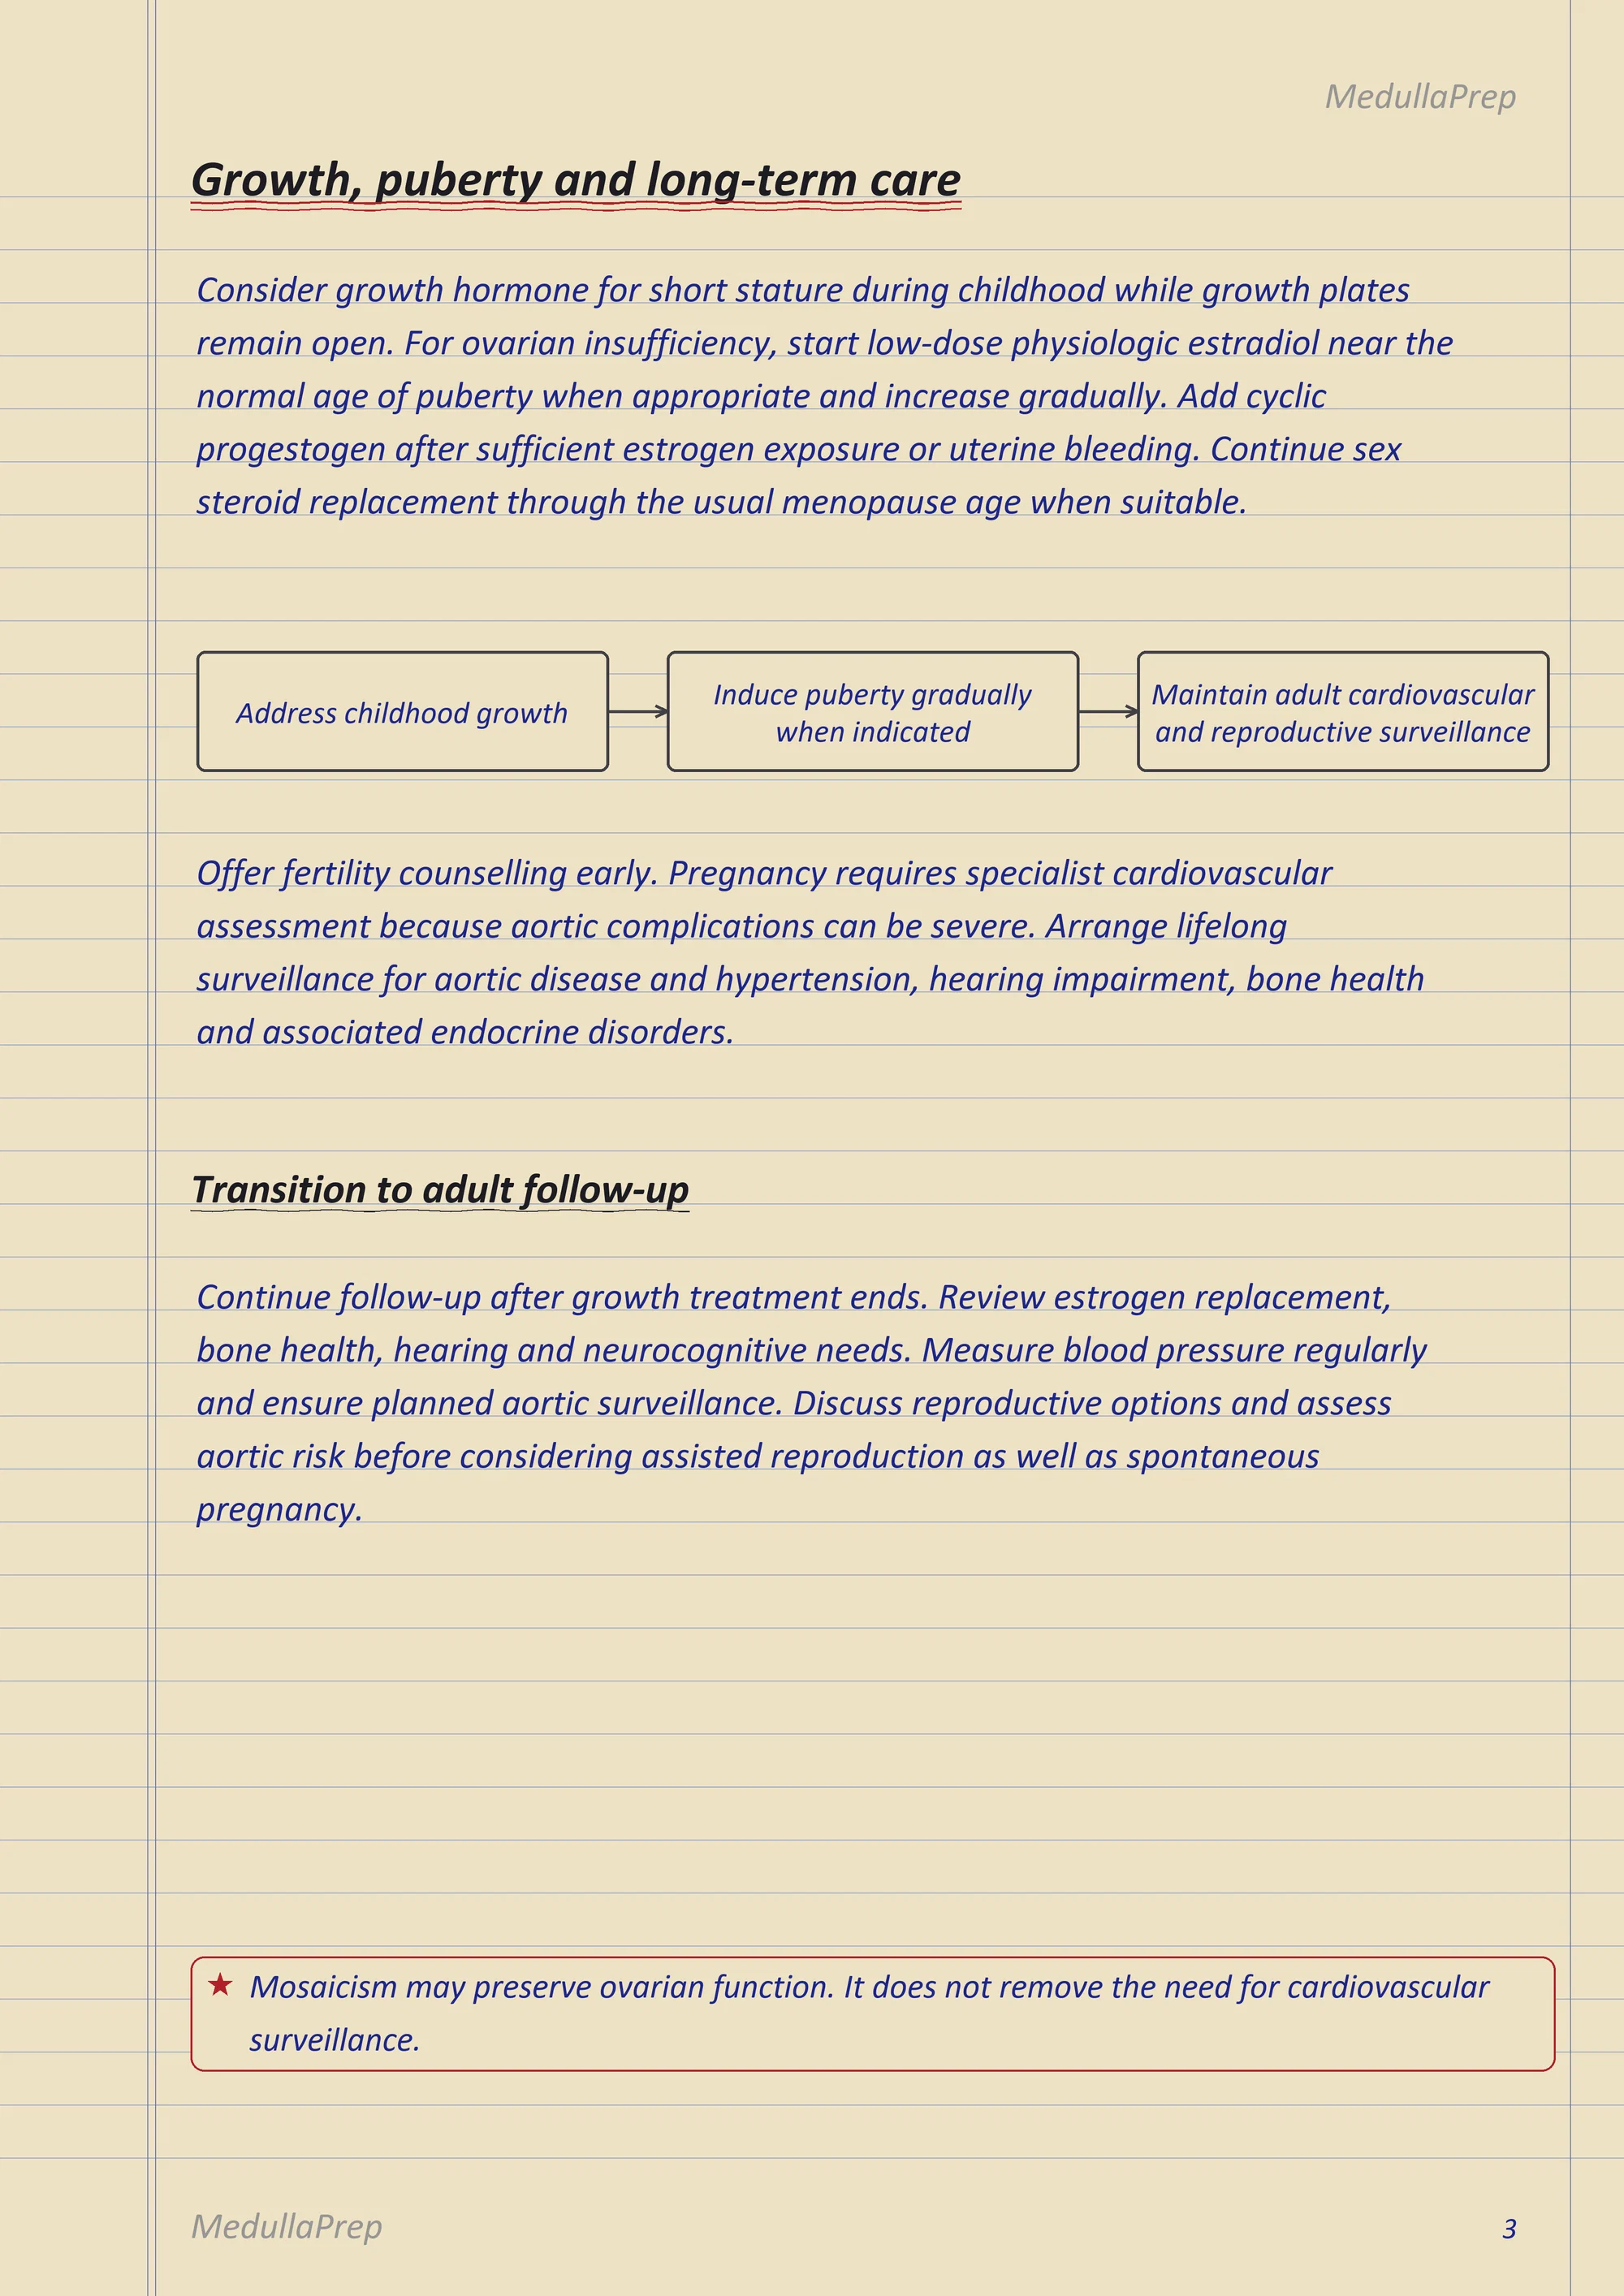 MedullaPrep
Growth, puberty and long-term care
Consider growth hormone for short stature during childhood while growth plates
remain open. For ovarian insufficiency, start low-dose physiologic estradiol near the
normal age of puberty when appropriate and increase gradually. Add cyclic
progestogen after sufficient estrogen exposure or uterine bleeding. Continue sex
steroid replacement through the usual menopause age when suitable.
Address childhood growth
Induce puberty gradually
when indicated
Maintain adult cardiovascular
and reproductive surveillance
Offer fertility counselling early. Pregnancy requires specialist cardiovascular
assessment because aortic complications can be severe. Arrange lifelong
surveillance for aortic disease and hypertension, hearing impairment, bone health
and associated endocrine disorders.
Transition to adult follow-up
Continue follow-up after growth treatment ends. Review estrogen replacement,
bone health, hearing and neurocognitive needs. Measure blood pressure regularly
and ensure planned aortic surveillance. Discuss reproductive options and assess
aortic risk before considering assisted reproduction as well as spontaneous
pregnancy.
★ Mosaicism may preserve ovarian function. It does not remove the need for cardiovascular
surveillance.
MedullaPrep
3